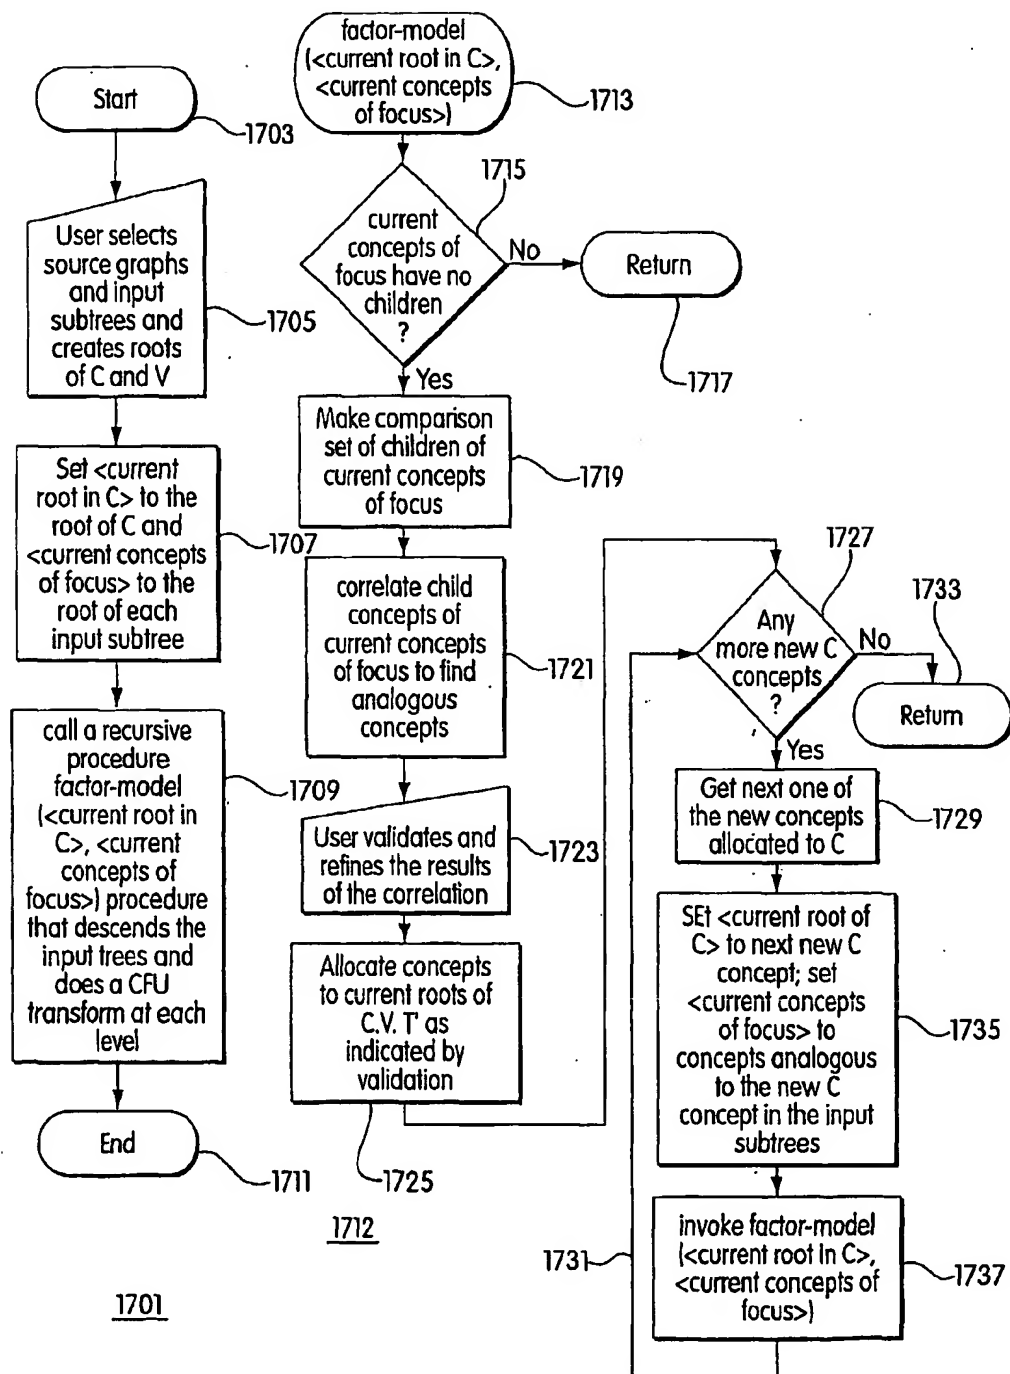 Start
1703
User selects
source graphs
and input
subtrees and
creates roots
of C and V
1705
Set <current
root in C> to the
root of C and
<current concepts
of focus> to the
root of each
input subtree
1707
call a recursive
procedure
factor-model
(<current root in
C>, <current
concepts of
focus>) procedure
that descends the
input trees and
does a CFU
transform at each
level
1709
End
1711
1701
factor-model
(<current root in C>,
<current concepts
of focus>)
1713
current
concepts of
focus have no
children
?
1715
No
Return
1717
Yes
Make comparison
set of children of
current concepts
of focus
1719
correlate child
concepts of
current concepts
of focus to find
analogous
concepts
1721
User validates and
refines the results
of the correlation
1723
Allocate concepts
to current roots of
C.V. T' as
indicated by
validation
1725
1712
Any
more new C
concepts
?
1727
No
1733
Return
Yes
Get next one of
the new concepts
allocated to C
1729
SEt <current root of
C> to next new C
concept; set
<current concepts
of focus> to
concepts analogous
to the new C
concept in the input
subtrees
1735
invoke factor-model
(<current root in C>,
<current concepts of
focus>)
1737
1731